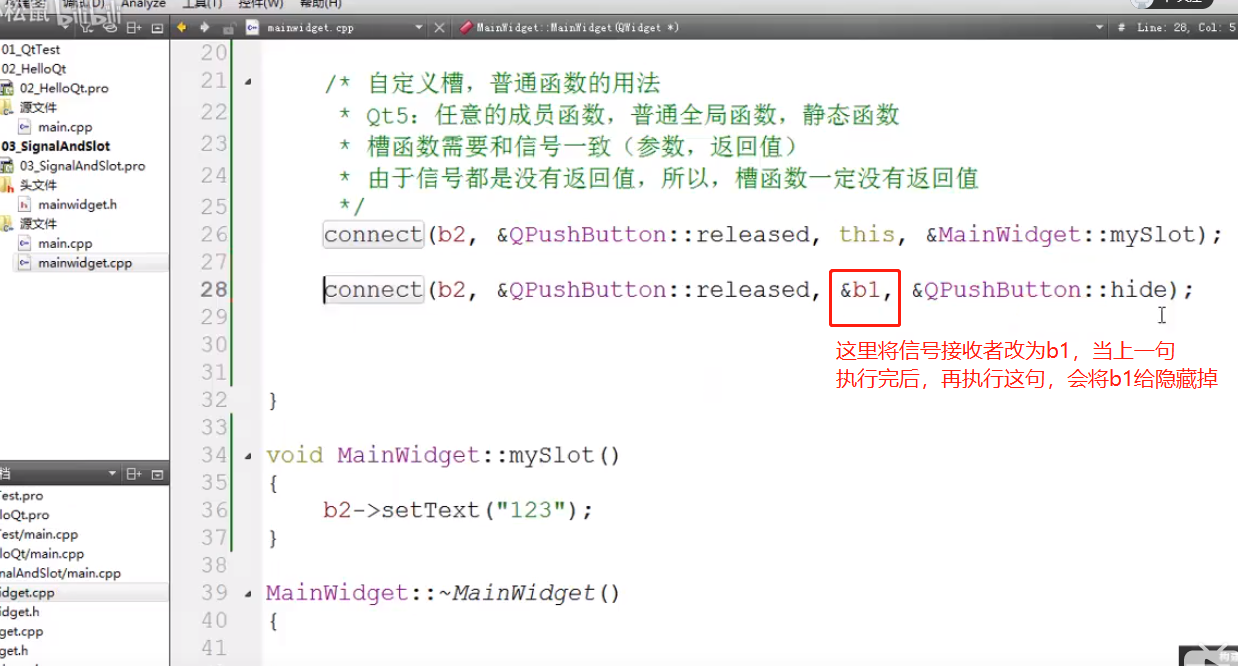 小松鼠 bilibili
调试(D) Analyze 工具(T) 控件(W) 帮助(H)
mainwidget.cpp MainWidget::MainWidget(QWidget *) # Line: 28, Col: 5
01_QtTest
02_HelloQt
02_HelloQt.pro
源文件
main.cpp
03_SignalAndSlot
03_SignalAndSlot.pro
头文件
mainwidget.h
源文件
main.cpp
mainwidget.cpp
档
Test.pro
loQt.pro
Test/main.cpp
loQt/main.cpp
nalAndSlot/main.cpp
idget.cpp
idget.h
get.cpp
get.h
20
21 /* 自定义槽，普通函数的用法
22 * Qt5：任意的成员函数，普通全局函数，静态函数
23 * 槽函数需要和信号一致（参数，返回值）
24 * 由于信号都是没有返回值，所以，槽函数一定没有返回值
25 */
26 connect(b2, &QPushButton::released, this, &MainWidget::mySlot);
27
28 connect(b2, &QPushButton::released, &b1, &QPushButton::hide);
29
这里将信号接收者改为b1，当上一句
执行完后，再执行这句，会将b1给隐藏掉
30
31
32 }
33
34 void MainWidget::mySlot()
35 {
36 b2->setText("123");
37 }
38
39 MainWidget::~MainWidget()
40 {
41